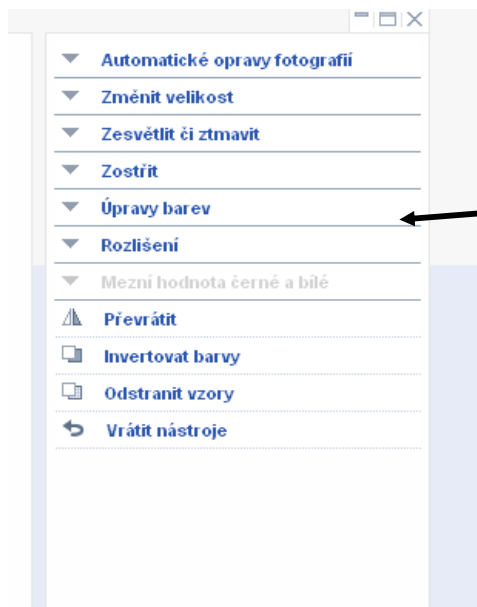 Automatické opravy fotografií
Změnit velikost
Zesvětlit či ztmavit
Zostřit
Úpravy barev
Rozlišení
Mezní hodnota černé a bílé
Převrátit
Invertovat barvy
Odstranit vzory
Vrátit nástroje